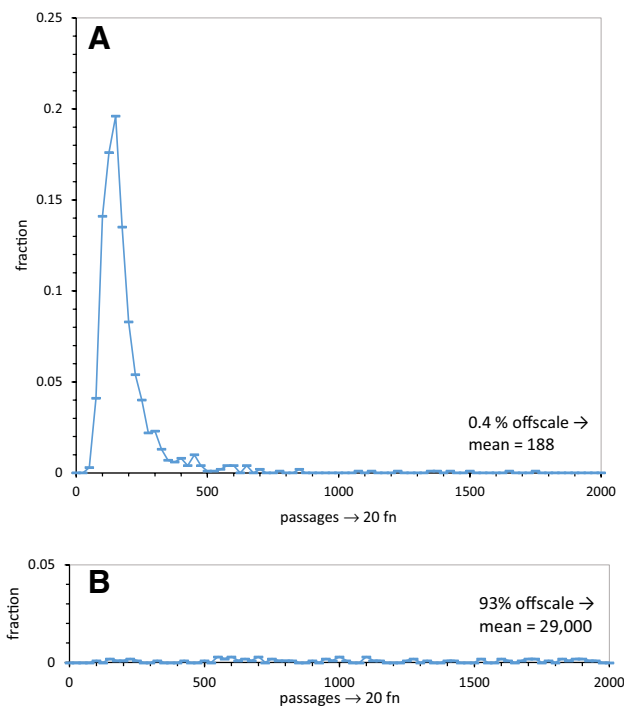 A
0.25
0.2
0.15
0.1
0.05
0
fraction
0.4 % offscale →
mean = 188
0 500 1000 1500 2000
passages → 20 fn
B
0.05
0
fraction
93% offscale →
mean = 29,000
0 500 1000 1500 2000
passages → 20 fn